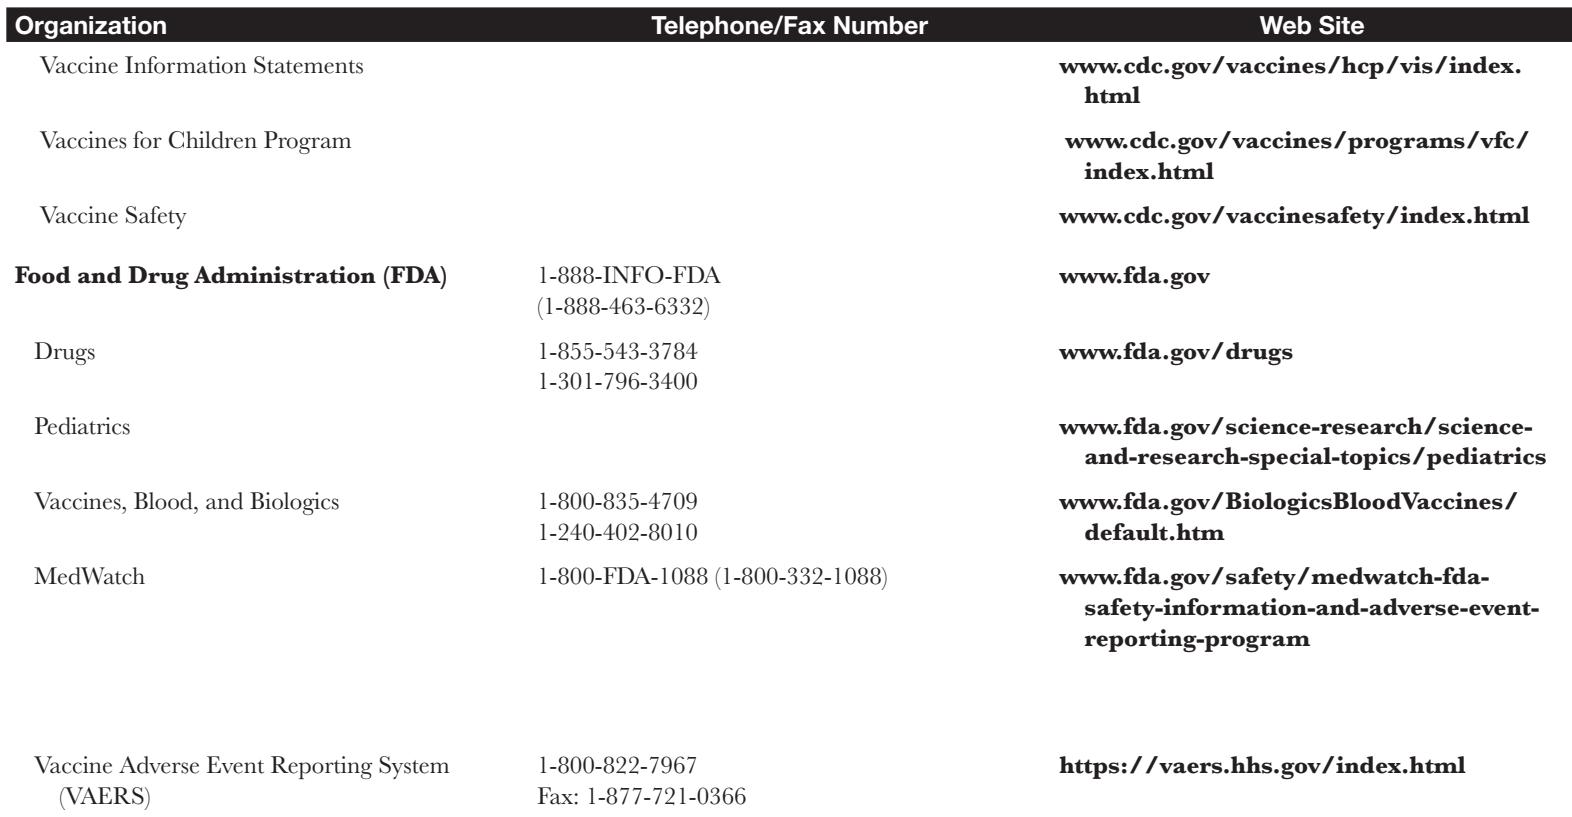 Organization Telephone/Fax Number Web Site
Vaccine Information Statements www.cdc.gov/vaccines/hcp/vis/index.
html
Vaccines for Children Program www.cdc.gov/vaccines/programs/vfc/
index.html
Vaccine Safety www.cdc.gov/vaccinesafety/index.html
Food and Drug Administration (FDA) 1-888-INFO-FDA www.fda.gov
(1-888-463-6332)
Drugs 1-855-543-3784 www.fda.gov/drugs
1-301-796-3400
Pediatrics www.fda.gov/science-research/science-
and-research-special-topics/pediatrics
Vaccines, Blood, and Biologics 1-800-835-4709 www.fda.gov/BiologicsBloodVaccines/
1-240-402-8010 default.htm
MedWatch 1-800-FDA-1088 (1-800-332-1088) www.fda.gov/safety/medwatch-fda-
safety-information-and-adverse-event-
reporting-program
Vaccine Adverse Event Reporting System 1-800-822-7967 https://vaers.hhs.gov/index.html
(VAERS) Fax: 1-877-721-0366